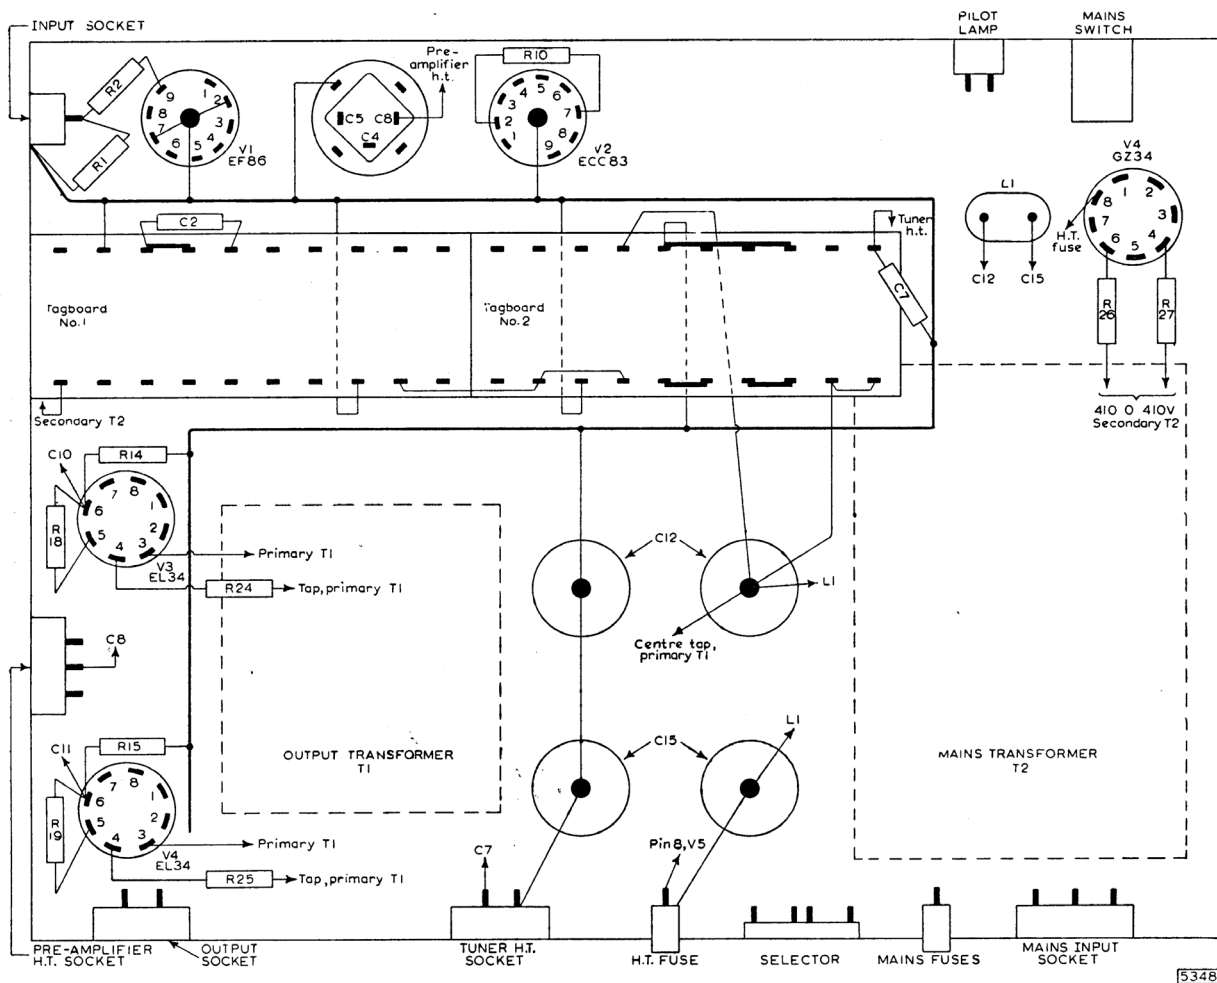 INPUT SOCKET
PILOT
LAMP
MAINS
SWITCH
R2
R1
9
1
2
8
3
7
4
6
5
V1
EF86
Pre-
amplifier
h.t.
C5
C8
C4
R10
4
5
6
3
7
2
8
1
9
V2
ECC83
V4
GZ34
L1
8
1
2
7
3
6
5
4
H.T.
fuse
C12
C15
R
26
R
27
410 0 410V
Secondary T2
C2
Tuner
h.t.
C7
Tagboard
No.1
Tagboard
No.2
Secondary T2
C10
R14
7
8
1
6
2
5
4
3
R
18
V3
EL34
Primary T1
R24
Tap, primary T1
C12
L1
Centre tap,
primary T1
C8
C11
R15
7
8
1
6
2
5
4
3
R
19
V4
EL34
Primary T1
R25
Tap, primary T1
OUTPUT TRANSFORMER
T1
C15
L1
MAINS TRANSFORMER
T2
C7
Pin 8, V5
PRE-AMPLIFIER
H.T. SOCKET
OUTPUT
SOCKET
TUNER H.T.
SOCKET
H.T. FUSE
SELECTOR
MAINS FUSES
MAINS INPUT
SOCKET
5348